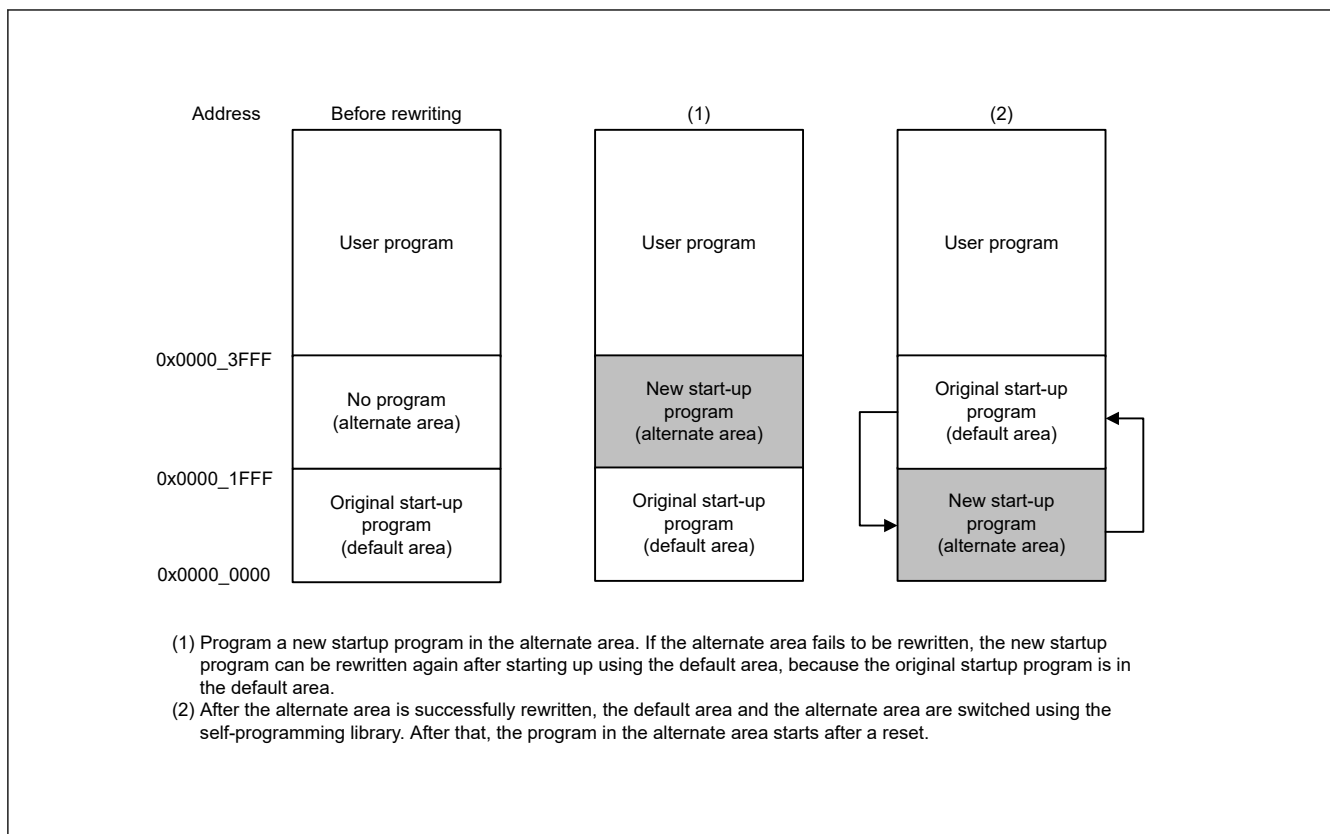 Address
Before rewriting
(1)
(2)
User program
User program
User program
0x0000_3FFF
No program
(alternate area)
New start-up
program
(alternate area)
Original start-up
program
(default area)
0x0000_1FFF
Original start-up
program
(default area)
Original start-up
program
(default area)
New start-up
program
(alternate area)
0x0000_0000
(1) Program a new startup program in the alternate area. If the alternate area fails to be rewritten, the new startup
program can be rewritten again after starting up using the default area, because the original startup program is in
the default area.
(2) After the alternate area is successfully rewritten, the default area and the alternate area are switched using the
self-programming library. After that, the program in the alternate area starts after a reset.